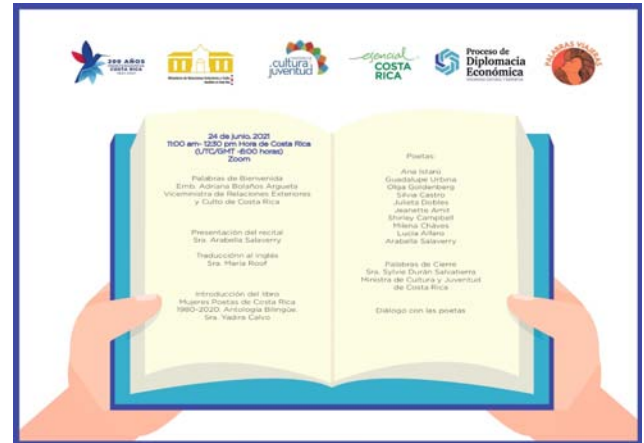 200 AÑOS
COSTA RICA
cultura
juventud
esencial
COSTA
RICA
Proceso de
Diplomacia
Económica
PALABRAS VIAJERAS
24 de junio, 2021
11:00 am- 12:30 pm Hora de Costa Rica
(UTC/GMT -6:00 horas)
Zoom
Palabras de Bienvenida
Emb. Adriana Bolaños Argueta
Viceministra de Relaciones Exteriores
y Culto de Costa Rica
Presentación del recital
Sra. Arabella Salaverry
Traducciónn al inglés
Sra. María Roof
Introducción del libro
Mujeres Poetas de Costa Rica
1980-2020. Antología Bilingüe.
Sra. Yadira Calvo
Poetas:
Ana Istarú
Guadalupe Urbina
Olga Goldenberg
Silvia Castro
Julieta Dobles
Jeanette Amit
Shirley Campbell
Milena Chaves
Lucía Alfaro
Arabella Salaverry
Palabras de Cierre
Sra. Sylvie Durán Salvatierra
Ministra de Cultura y Juventud
de Costa Rica
Diálogo con las poetas